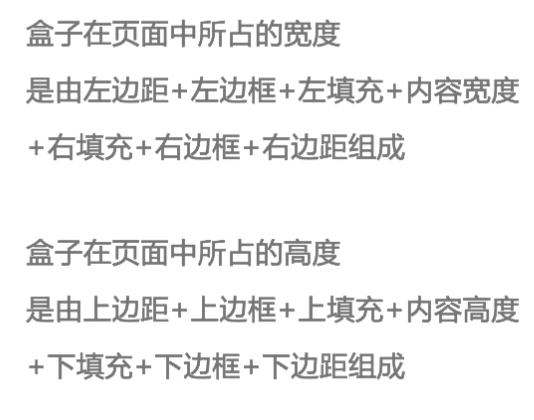 盒子在页面中所占的宽度
是由左边距+左边框+左填充+内容宽度
+右填充+右边框+右边距组成
盒子在页面中所占的高度
是由上边距+上边框+上填充+内容高度
+下填充+下边框+下边距组成